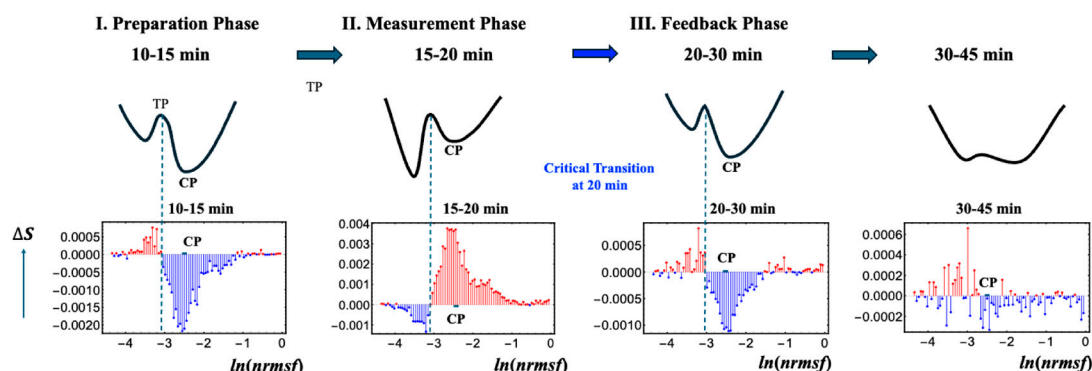 I. Preparation Phase
II. Measurement Phase
III. Feedback Phase
10-15 min
15-20 min
20-30 min
30-45 min
TP
TP
CP
CP
CP
Critical Transition
at 20 min
10-15 min
15-20 min
20-30 min
30-45 min
ΔS
0.0005
0.0000
−0.0005
−0.0010
−0.0015
−0.0020
CP
−4 −3 −2 −1 0
ln(nrmsf)
0.004
0.003
0.002
0.001
0.000
−0.001
CP
−4 −3 −2 −1 0
ln(nrmsf)
0.0005
0.0000
−0.0005
−0.0010
CP
−4 −3 −2 −1 0
ln(nrmsf)
0.0006
0.0004
0.0002
0.0000
−0.0002
CP
−4 −3 −2 −1 0
ln(nrmsf)